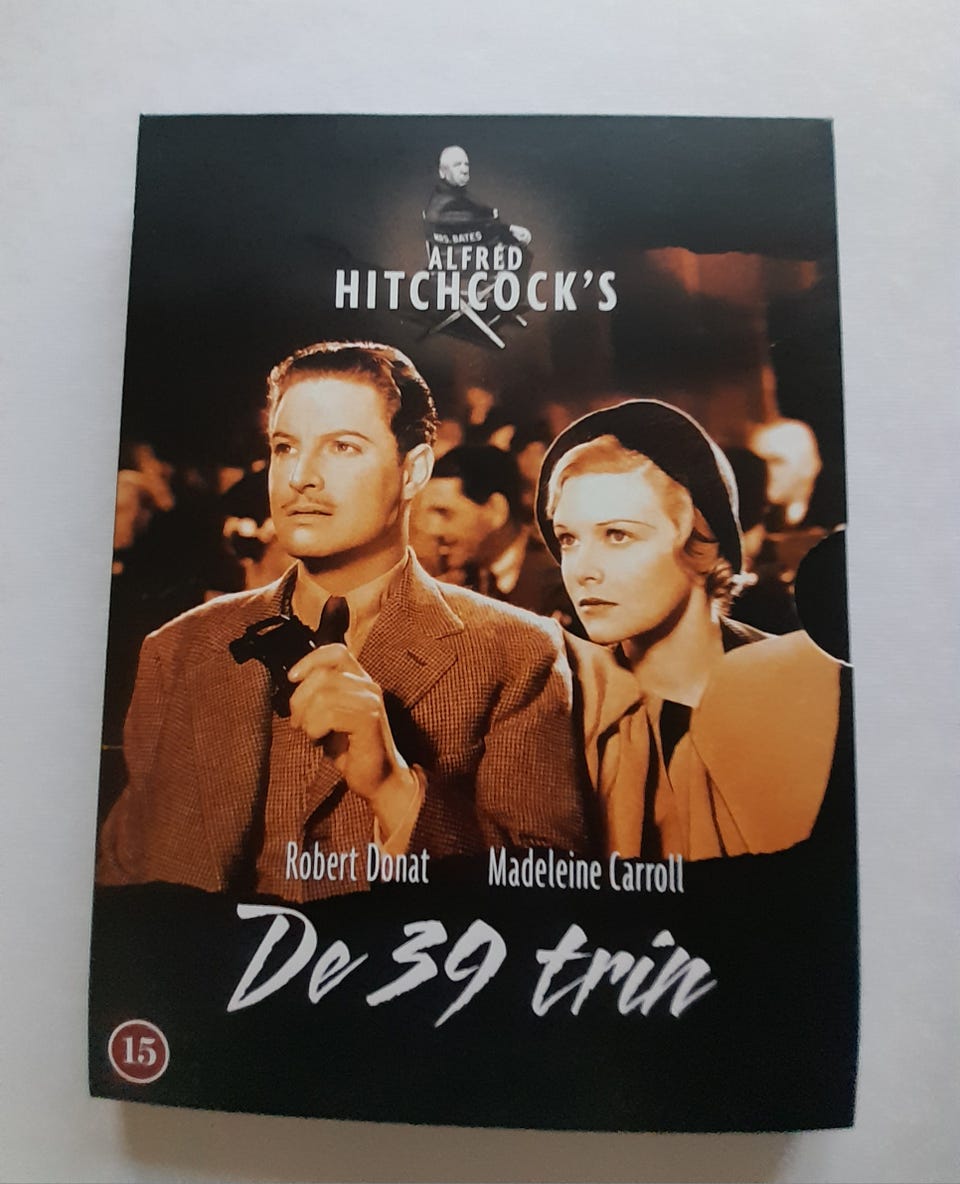 MRS. BATES
ALFRED
HITCHCOCK'S
Robert Donat Madeleine Carroll
De 39 trin
15